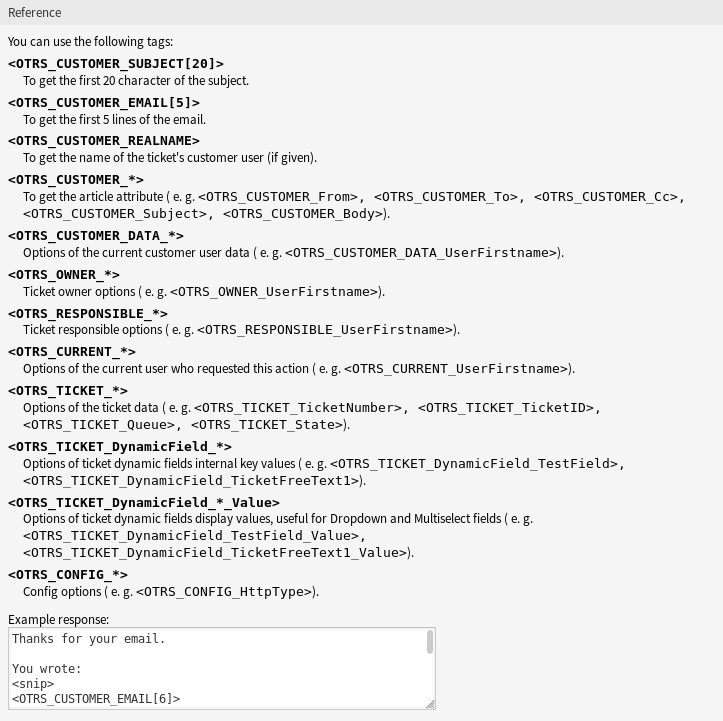 Reference
You can use the following tags:
<OTRS_CUSTOMER_SUBJECT[20]>
To get the first 20 character of the subject.
<OTRS_CUSTOMER_EMAIL[5]>
To get the first 5 lines of the email.
<OTRS_CUSTOMER_REALNAME>
To get the name of the ticket's customer user (if given).
<OTRS_CUSTOMER_*>
To get the article attribute ( e. g. <OTRS_CUSTOMER_From>, <OTRS_CUSTOMER_To>, <OTRS_CUSTOMER_Cc>,
<OTRS_CUSTOMER_Subject>, <OTRS_CUSTOMER_Body>).
<OTRS_CUSTOMER_DATA_*>
Options of the current customer user data ( e. g. <OTRS_CUSTOMER_DATA_UserFirstname>).
<OTRS_OWNER_*>
Ticket owner options ( e. g. <OTRS_OWNER_UserFirstname>).
<OTRS_RESPONSIBLE_*>
Ticket responsible options ( e. g. <OTRS_RESPONSIBLE_UserFirstname>).
<OTRS_CURRENT_*>
Options of the current user who requested this action ( e. g. <OTRS_CURRENT_UserFirstname>).
<OTRS_TICKET_*>
Options of the ticket data ( e. g. <OTRS_TICKET_TicketNumber>, <OTRS_TICKET_TicketID>,
<OTRS_TICKET_Queue>, <OTRS_TICKET_State>).
<OTRS_TICKET_DynamicField_*>
Options of ticket dynamic fields internal key values ( e. g. <OTRS_TICKET_DynamicField_TestField>,
<OTRS_TICKET_DynamicField_TicketFreeText1>).
<OTRS_TICKET_DynamicField_*_Value>
Options of ticket dynamic fields display values, useful for Dropdown and Multiselect fields ( e. g.
<OTRS_TICKET_DynamicField_TestField_Value>,
<OTRS_TICKET_DynamicField_TicketFreeText1_Value>).
<OTRS_CONFIG_*>
Config options ( e. g. <OTRS_CONFIG_HttpType>).
Example response:
Thanks for your email.
You wrote:
<snip>
<OTRS_CUSTOMER_EMAIL[6]>